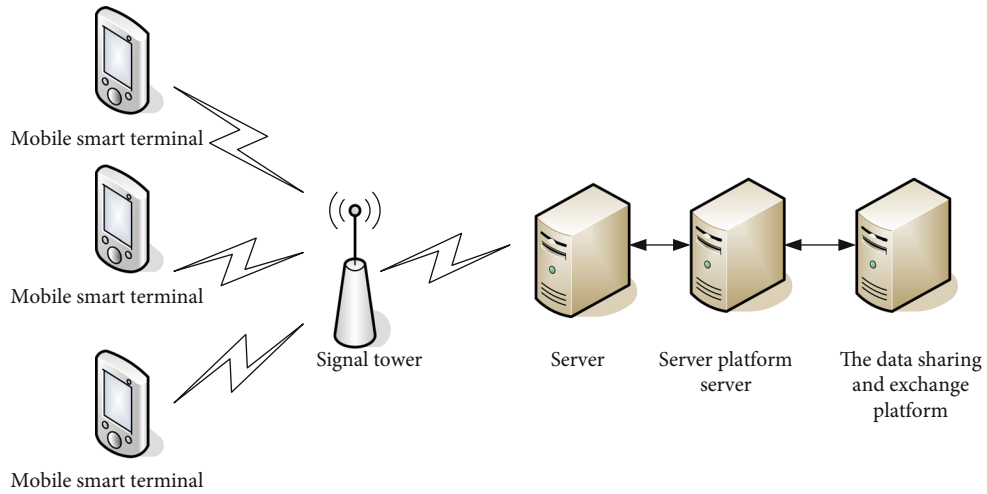 Mobile smart terminal
Mobile smart terminal
Mobile smart terminal
Signal tower
Server
Server platform
server
The data sharing
and exchange
platform